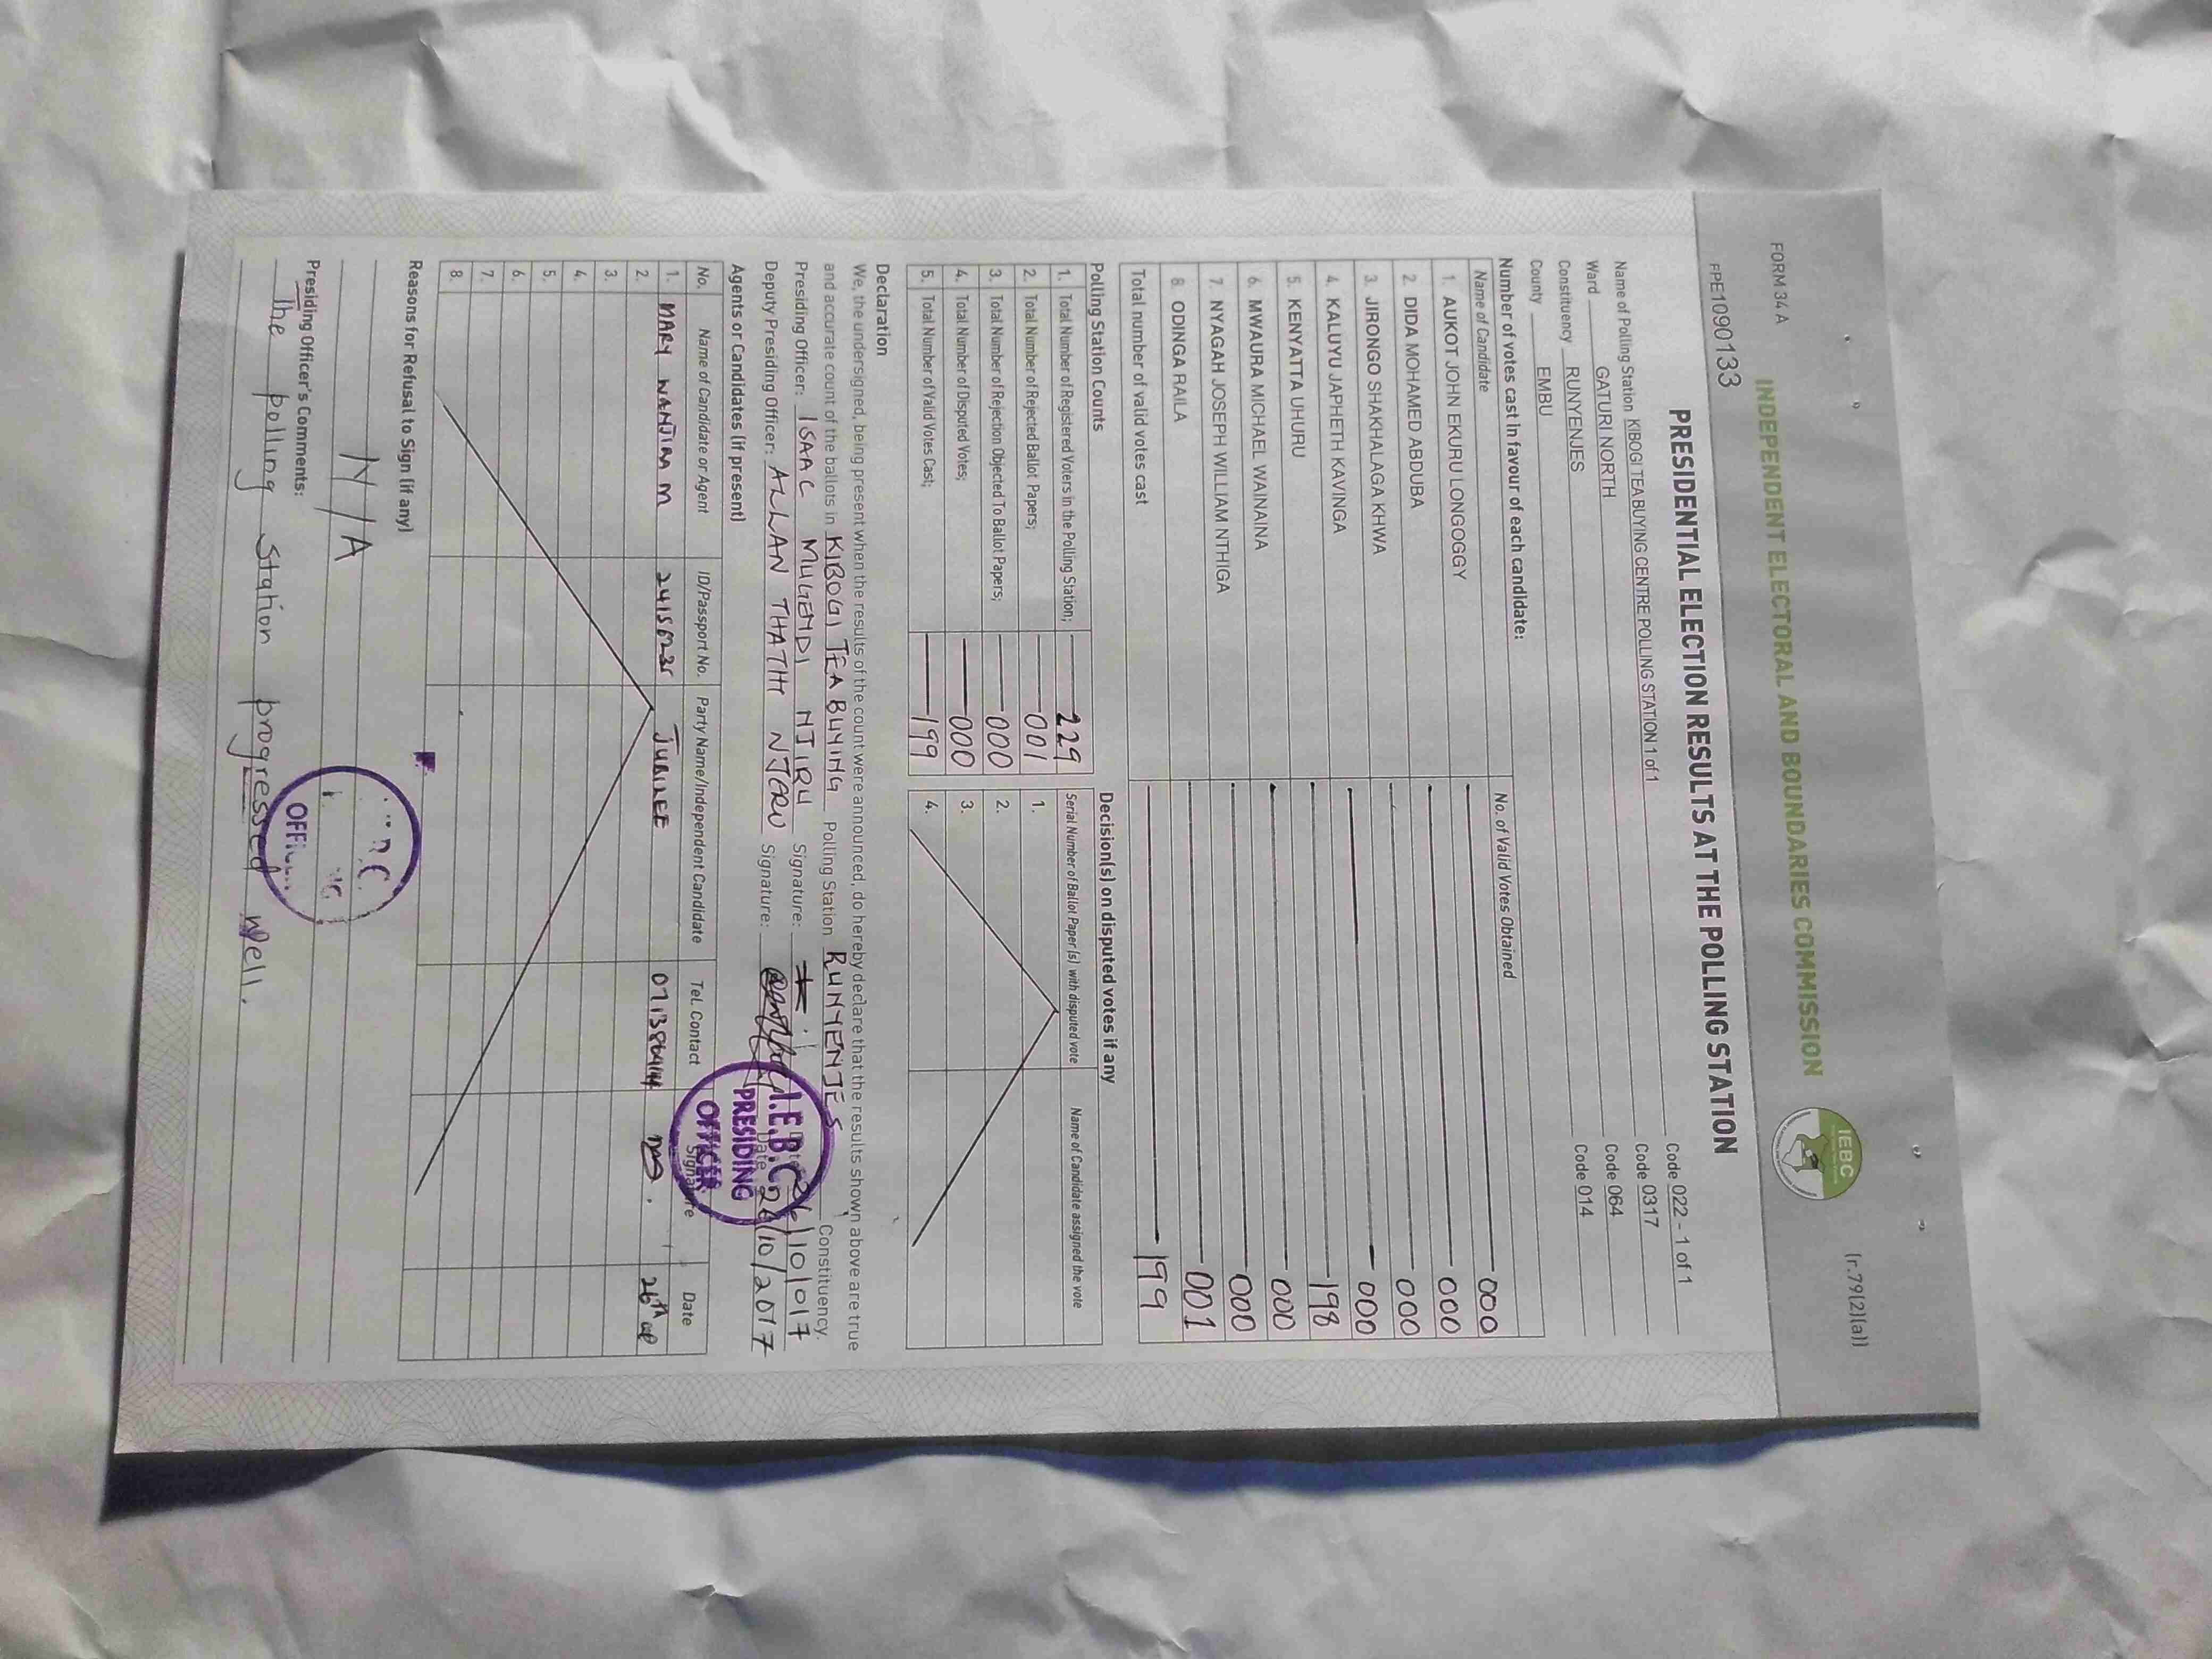 FORM 34A
(r.79(2)(a))
INDEPENDENT ELECTORAL AND BOUNDARIES COMMISSION
IEBC
PPE1090133
PRESIDENTIAL ELECTION RESULTS AT THE POLLING STATION
Name of Polling Station KIBOGI TEA BUYING CENTRE POLLING STATION 1 of 1 Code 022 - 1 of 1
Ward GATURI NORTH Code 0317
Constituency RUNYENJES Code 064
County EMBU Code 014
Number of votes cast in favour of each candidate:
Name of Candidate No. of Valid Votes Obtained
1. AUKOT JOHN EKURU LONGOGGY 000
2. DIDA MOHAMED ABDUBA 000
3. JIRONGO SHAKHALAGA KHWA 000
4. KALUYU JAPHETH KAVINGA 000
5. KENYATTA UHURU 198
6. MWAURA MICHAEL WAINAINA 000
7. NYAGAH JOSEPH WILLIAM NTHIGA 000
8. ODINGA RAILA 001
Total number of valid votes cast 199
Polling Station Counts Decision(s) on disputed votes if any
1. Total Number of Registered Voters in the Polling Station; 229 Serial Number of Ballot Paper(s) with disputed vote Name of Candidate assigned the vote
2. Total Number of Rejected Ballot Papers; 001 1.
3. Total Number of Rejection Objected To Ballot Papers; 000 2.
4. Total Number of Disputed Votes; 000 3.
5. Total Number of Valid Votes Cast; 199 4.
Declaration
We, the undersigned, being present when the results of the count were announced, do hereby declare that the results shown above are true
and accurate count of the ballots in KIBOGI TEA BUYING Polling Station RUNYENJES Constituency.
Presiding Officer: ISAAC MUGENDI NJIRU Signature: Date 26/10/017
Deputy Presiding Officer: ALLAN THATHI NJERU Signature: Date 26/10/2017
I.E.B.C
PRESIDING
OFFICER
Agents or Candidates (if present)
No. Name of Candidate or Agent ID/Passport No. Party Name/Independent Candidate Tel. Contact Signature Date
1. MARY WANJIRA M JUBILEE 26th
2.
3.
4.
5.
6.
7.
8.
Reasons for Refusal to Sign (if any)
N/A
Presiding Officer's Comments:
The polling station progressed well.